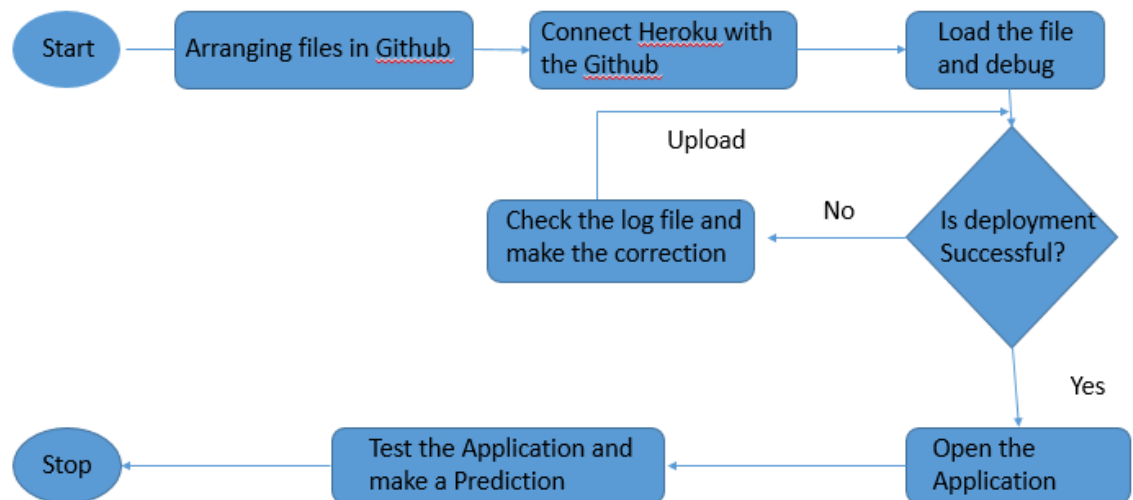 Start
Arranging files in Github
Connect Heroku with
the Github
Load the file
and debug
Upload
Check the log file and
make the correction
No
Is deployment
Successful?
Yes
Stop
Test the Application and
make a Prediction
Open the
Application